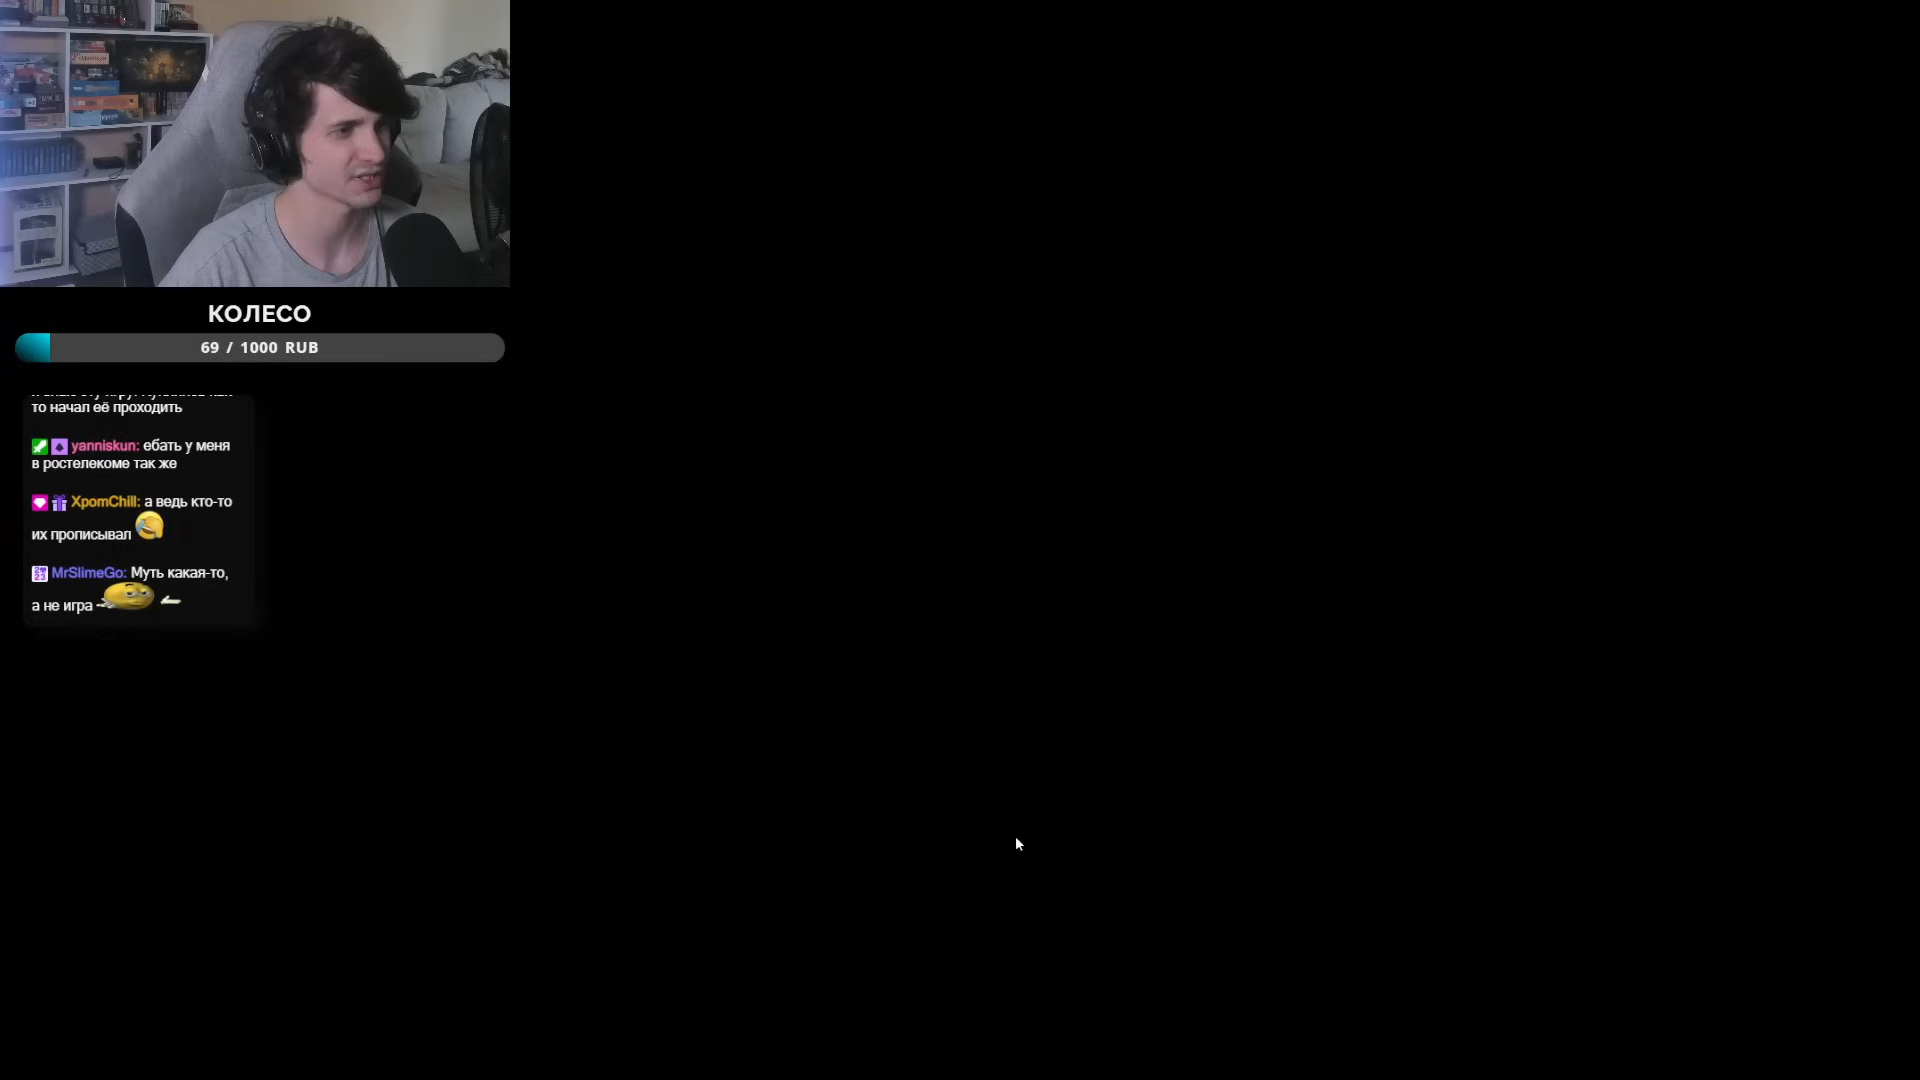 КОЛЕСО
69 / 1000 RUB
то начал её проходить
yanniskun: ебать у меня
в ростелекоме так же
XpomChill: а ведь кто-то
их прописывал
MrSlimeGo: Муть какая-то,
а не игра